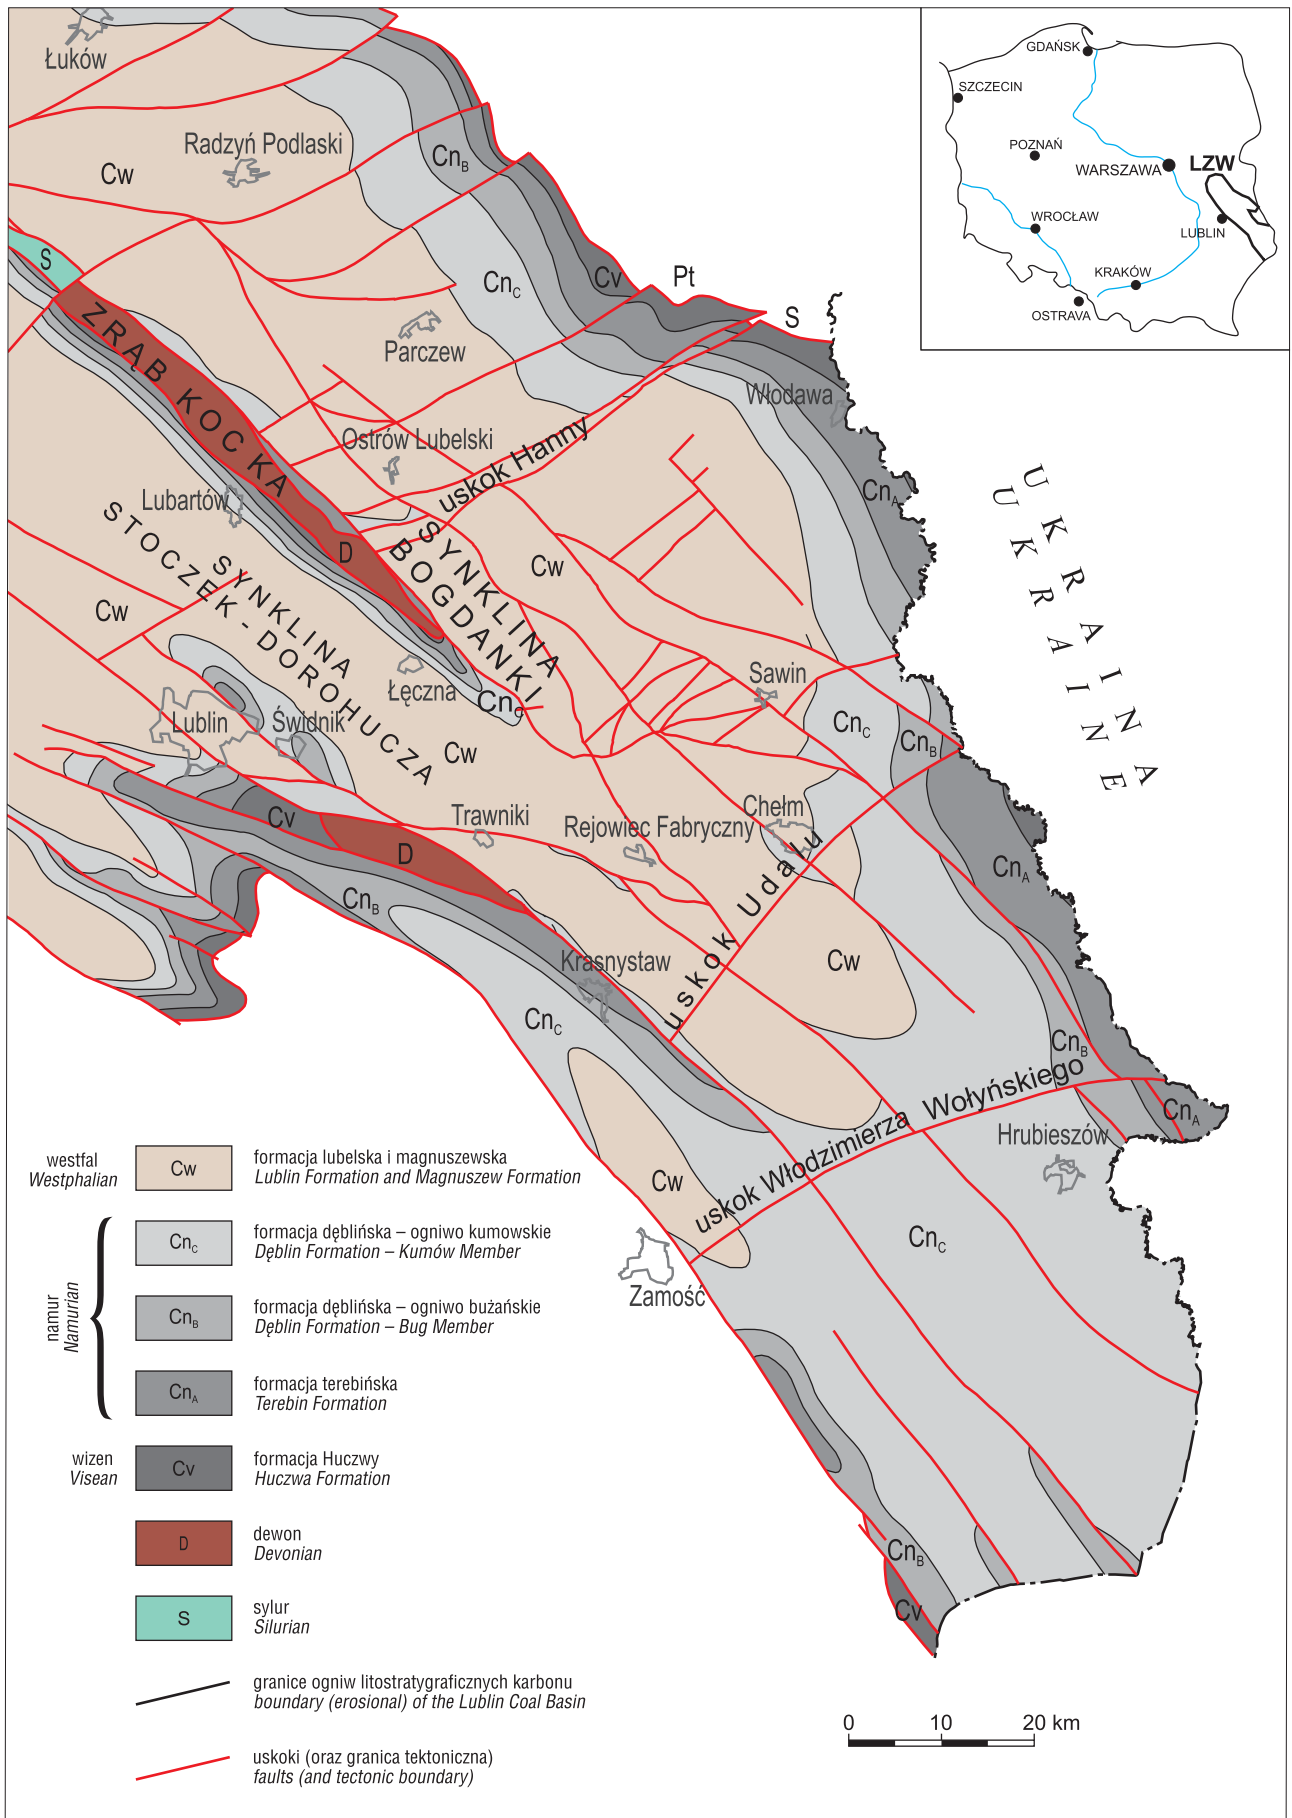 Łuków
Radzyń Podlaski
Cw
CnB
S
CnC
Cv
Pt
S
ZRĄB KOCKA
Parczew
Włodawa
Ostrów Lubelski
uskok Hanny
Lubartów
CnA
D
SYNKLINA
BOGDANKI
Cw
SYNKLINA
STOCZEK-DOROHUCZA
Cw
UKRAINA
UKRAINE
Łęczna
CnC
Sawin
Lublin
Świdnik
Cw
CnC
CnB
Cv
D
Trawniki
Rejowiec Fabryczny
Chełm
CnA
CnB
uskok Udalu
Krasnystaw
Cw
CnC
CnB
uskok Włodzimierza Wołyńskiego
CnA
Hrubieszów
Cw
CnC
Zamość
CnB
Cv
GDAŃSK
SZCZECIN
POZNAŃ
WARSZAWA
LZW
WROCŁAW
LUBLIN
KRAKÓW
OSTRAVA
westfal
Westphalian
Cw
formacja lubelska i magnuszewska
Lublin Formation and Magnuszew Formation
namur
Namurian
CnC
formacja dęblińska – ogniwo kumowskie
Dęblin Formation – Kumów Member
CnB
formacja dęblińska – ogniwo bużańskie
Dęblin Formation – Bug Member
CnA
formacja terebińska
Terebin Formation
wizen
Visean
Cv
formacja Huczwy
Huczwa Formation
D
dewon
Devonian
S
sylur
Silurian
granice ogniw litostratygraficznych karbonu
boundary (erosional) of the Lublin Coal Basin
uskoki (oraz granica tektoniczna)
faults (and tectonic boundary)
0 10 20 km